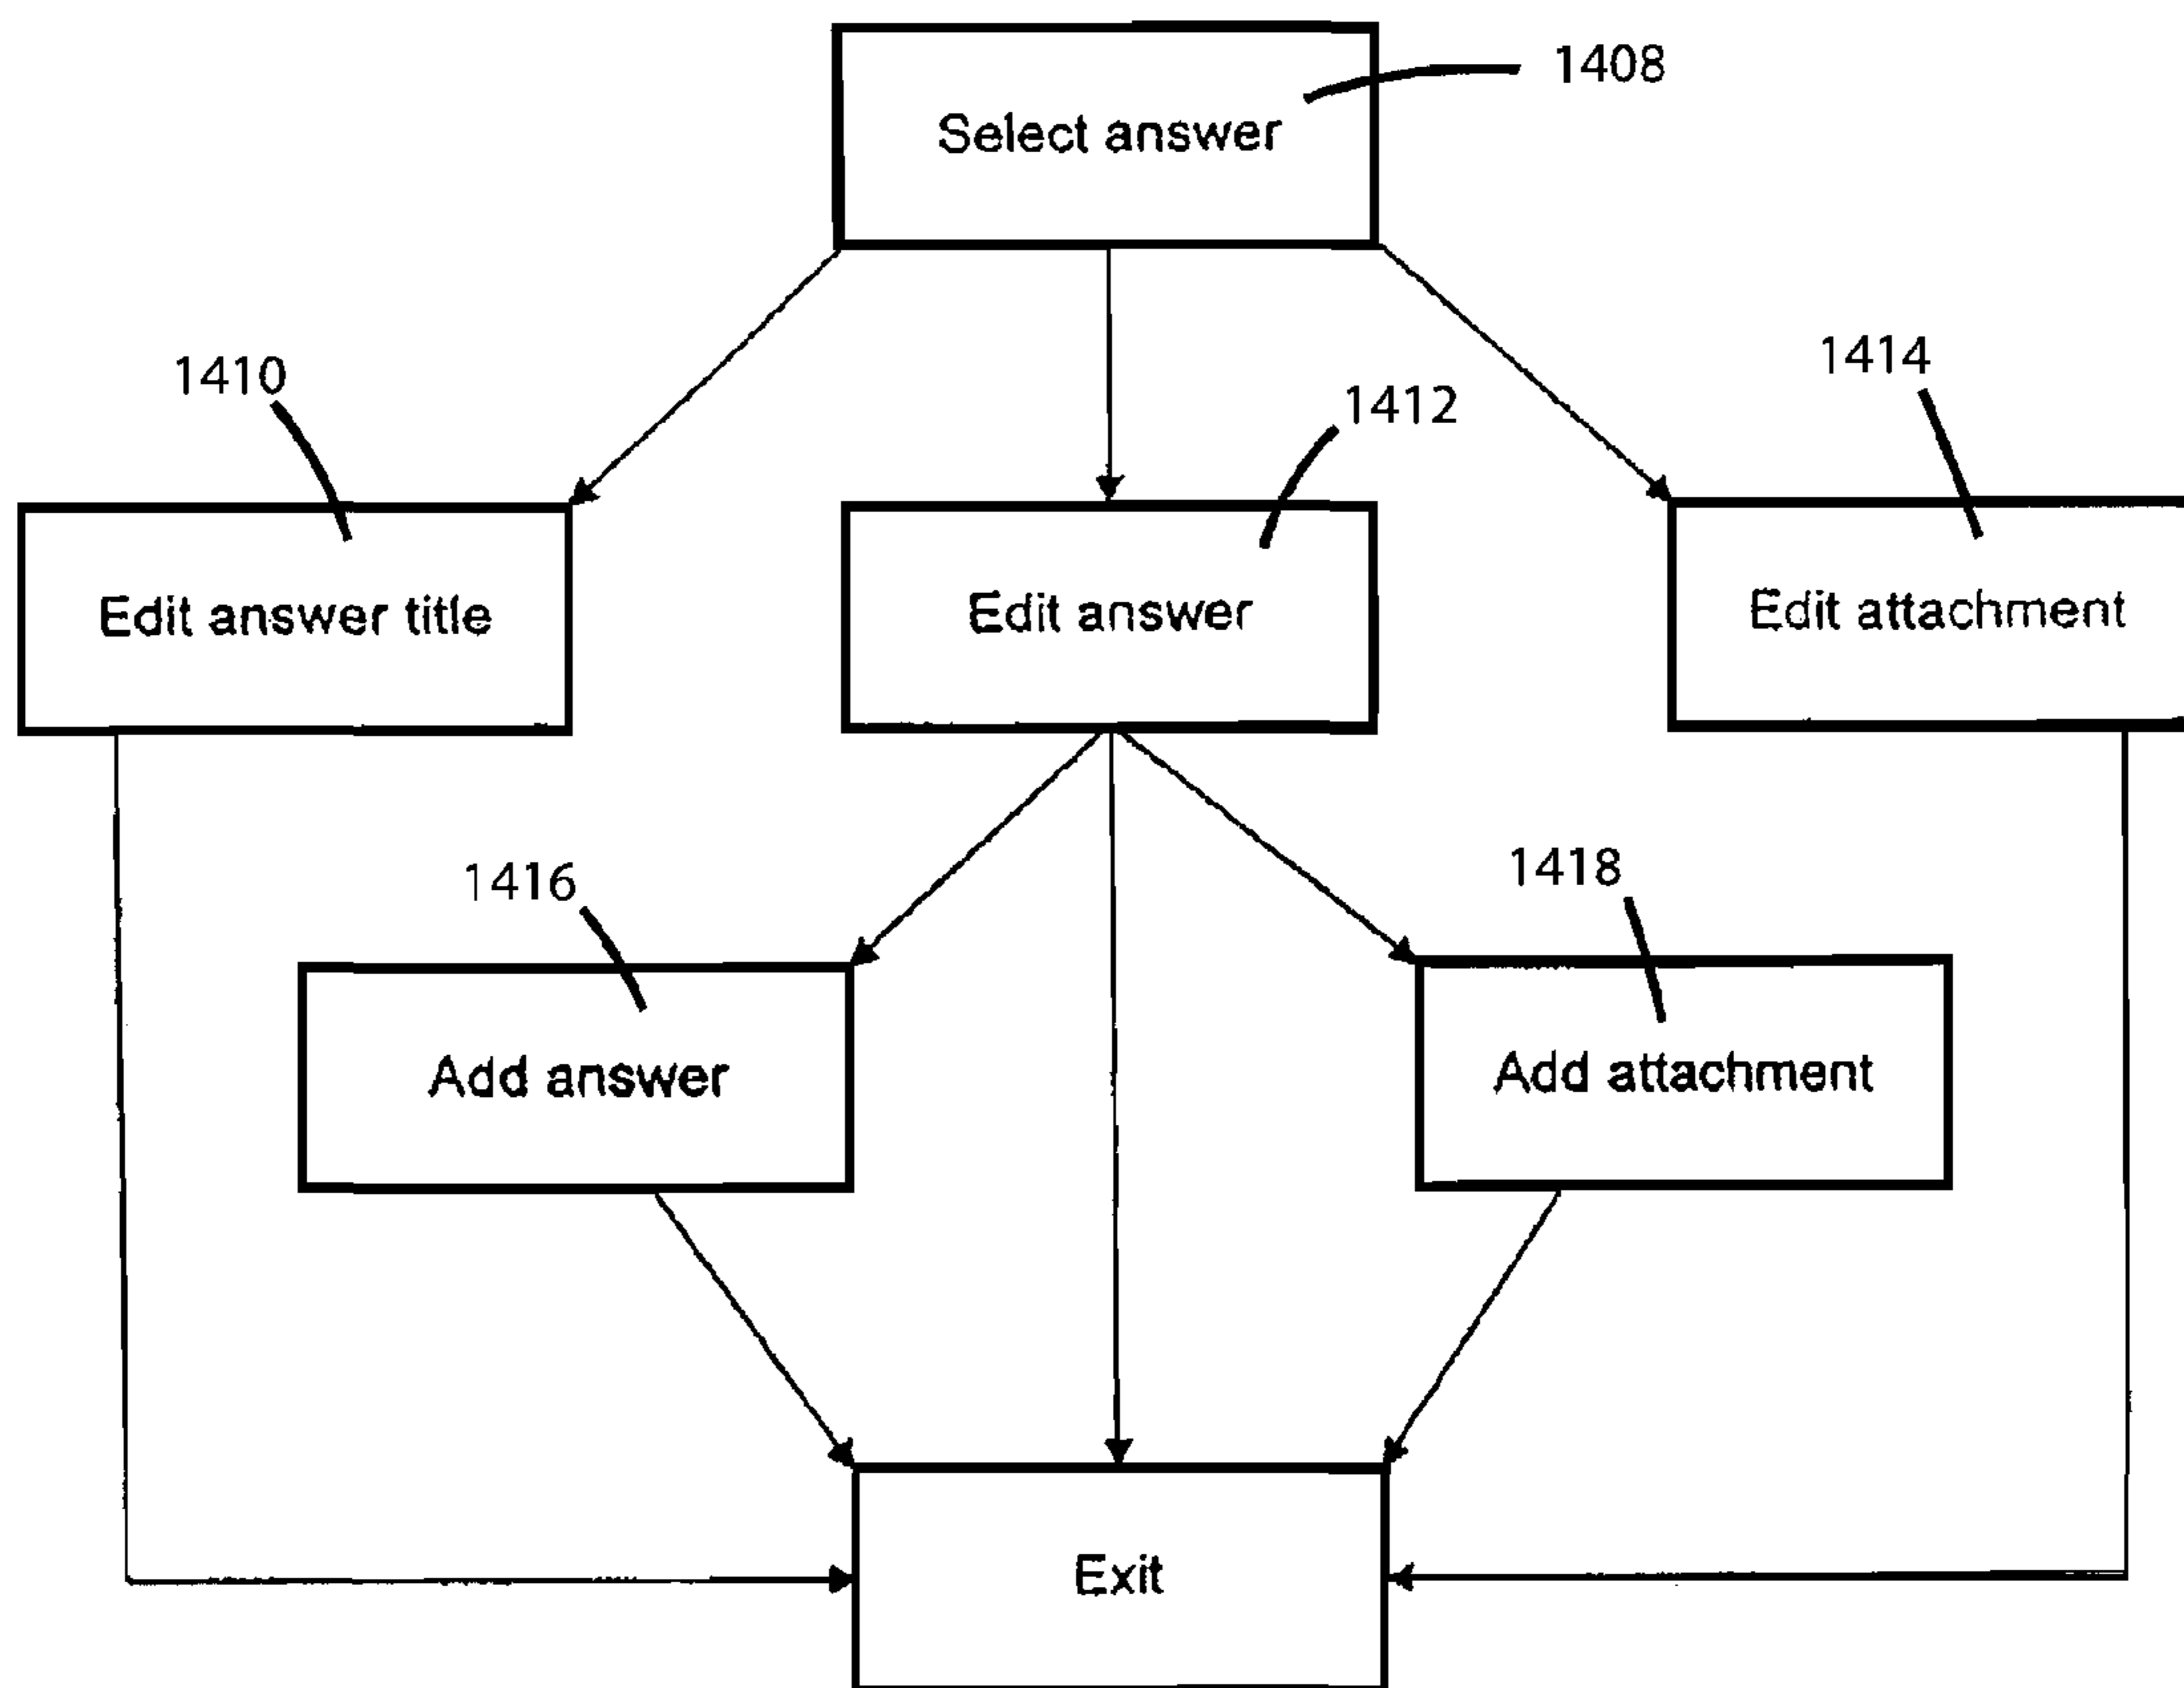 1408
Select answer
1410
1412
1414
Edit answer title
Edit answer
Edit attachment
1416
1418
Add answer
Add attachment
Exit